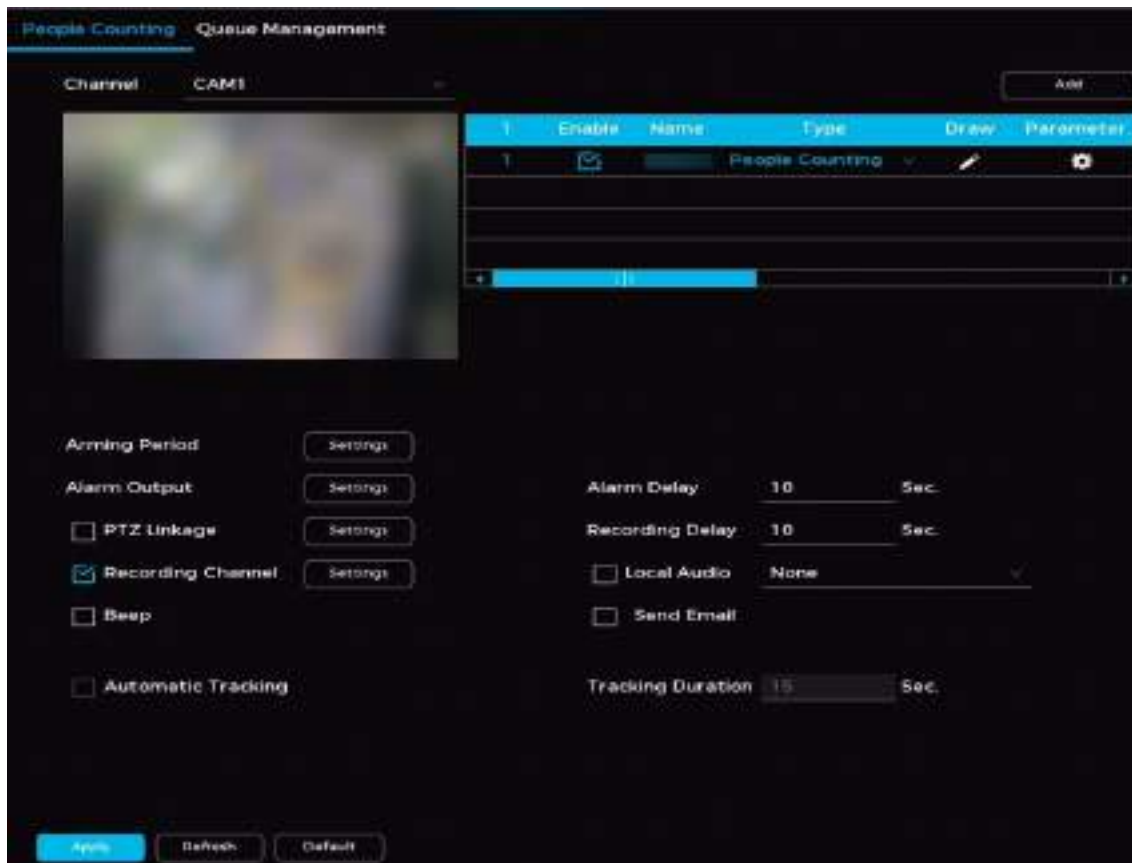 People Counting Queue Management
Channel CAM1 Add
1 Enable Name Type Draw Parameter.
1 People Counting
Arming Period Settings
Alarm Output Settings Alarm Delay 10 Sec.
PTZ Linkage Settings Recording Delay 10 Sec.
Recording Channel Settings Local Audio None
Beep Send Email
Automatic Tracking Tracking Duration 15 Sec.
Apply Refresh Default